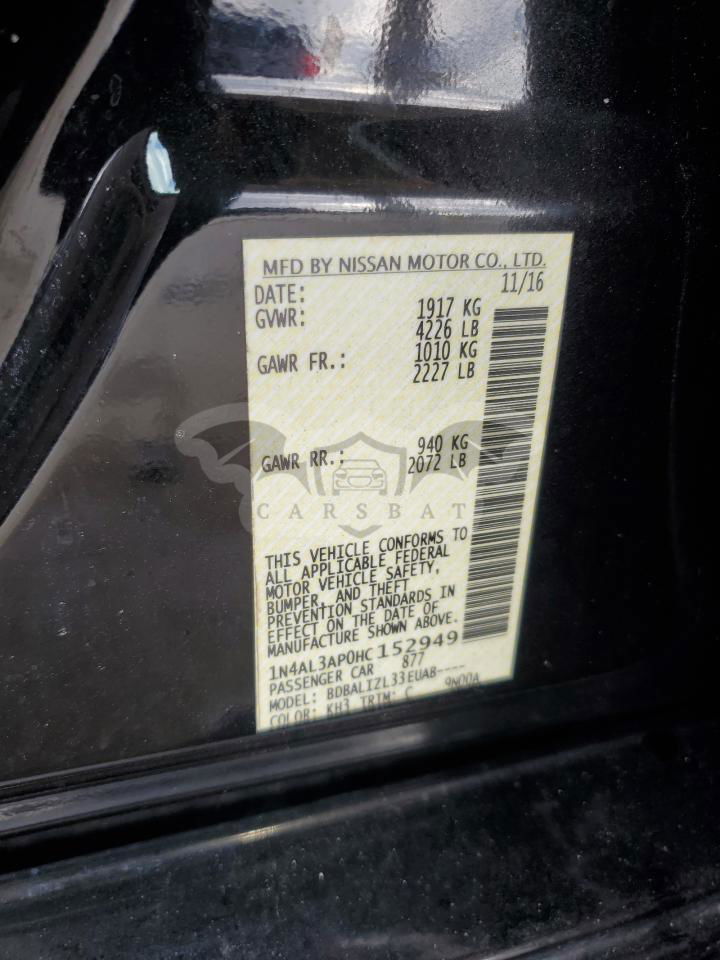 MFD BY NISSAN MOTOR CO., LTD.
DATE: 11/16
GVWR: 1917 KG
4226 LB
GAWR FR.: 1010 KG
2227 LB
GAWR RR.: 940 KG
2072 LB
CARSBAT
THIS VEHICLE CONFORMS TO
ALL APPLICABLE FEDERAL
MOTOR VEHICLE SAFETY,
BUMPER, AND THEFT
PREVENTION STANDARDS IN
EFFECT ON THE DATE OF
MANUFACTURE SHOWN ABOVE.
1N4AL3AP0HC152949
PASSENGER CAR 877
MODEL: BDBALIZL33EUAB----
COLOR: KH3 TRIM: C 9N00A